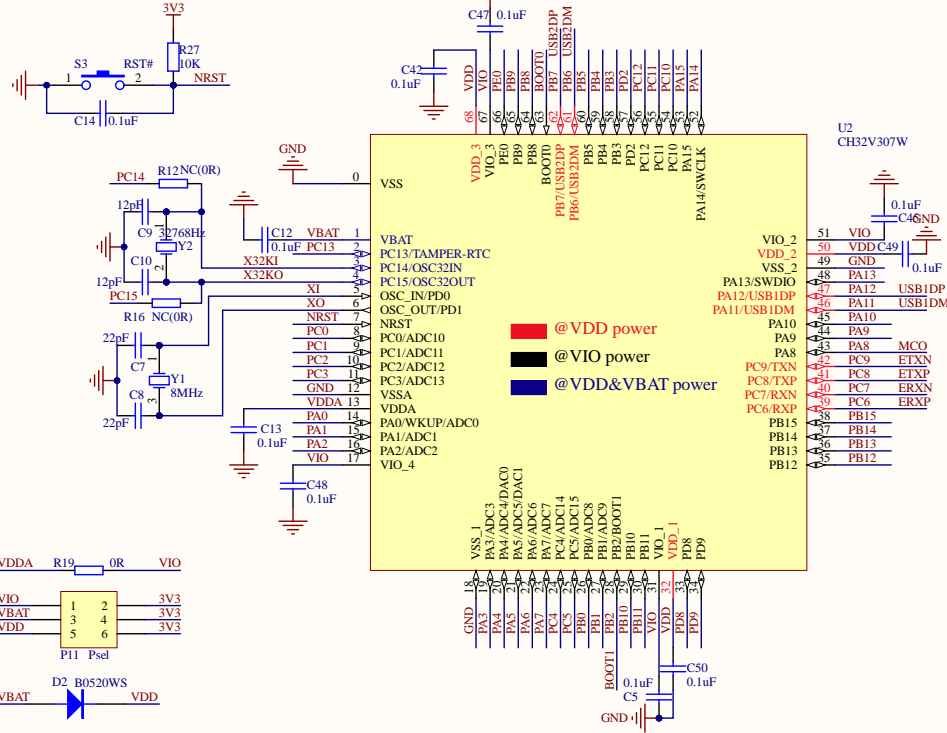 3V3
R27
10K
S3
RST#
1
2
NRST
C14
0.1uF
C47
0.1uF
C42
0.1uF
VDD
VIO
PE0
PB9
PB8
BOOT0
PB7
USB2DP
PB6
USB2DM
PB5
PB4
PB3
PD2
PC12
PC11
PC10
PA15
PA14
68
67
66
65
64
63
62
61
60
59
58
57
56
55
54
53
52
VDD_3
VIO_3
PE0
PB9
PB8
BOOT0
PB7/USB2DP
PB6/USB2DM
PB5
PB4
PB3
PD2
PC12
PC11
PC10
PA15
PA14/SWCLK
U2
CH32V307W
GND
0
VSS
PC14
R12
NC(0R)
12pF
C9
32768Hz
1
Y2
2
C10
12pF
PC15
R16
NC(0R)
C12
0.1uF
VBAT
1
VBAT
PC13
2
PC13/TAMPER-RTC
X32KI
3
PC14/OSC32IN
X32KO
4
PC15/OSC32OUT
XI
5
OSC_IN/PD0
XO
6
OSC_OUT/PD1
NRST
7
NRST
PC0
8
PC0/ADC10
PC1
9
PC1/ADC11
PC2
10
PC2/ADC12
PC3
11
PC3/ADC13
GND
12
VSSA
VDDA
13
VDDA
PA0
14
PA0/WKUP/ADC0
PA1
15
PA1/ADC1
PA2
16
PA2/ADC2
VIO
17
VIO_4
22pF
C7
1
Y1
8MHz
3
C8
22pF
C13
0.1uF
C48
0.1uF
@VDD power
@VIO power
@VDD&VBAT power
VIO_2
51
VIO
VDD_2
50
VDD
VSS_2
49
GND
PA13/SWDIO
48
PA13
PA12/USB1DP
47
PA12
USB1DP
PA11/USB1DM
46
PA11
USB1DM
PA10
45
PA10
PA9
44
PA9
PA8
43
PA8
MCO
PC9/TXN
42
PC9
ETXN
PC8/TXP
41
PC8
ETXP
PC7/RXN
40
PC7
ERXN
PC6/RXP
39
PC6
ERXP
PB15
38
PB15
PB14
37
PB14
PB13
36
PB13
PB12
35
PB12
0.1uF
GND
C49
0.1uF
VSS_1
PA3/ADC3
PA4/ADC4/DAC0
PA5/ADC5/DAC1
PA6/ADC6
PA7/ADC7
PC4/ADC14
PC5/ADC15
PB0/ADC8
PB1/ADC9
PB2/BOOT1
PB10
PB11
VIO_1
VDD_1
PD8
PD9
18
19
20
21
22
23
24
25
26
27
28
29
30
31
32
33
34
GND
PA3
PA4
PA5
PA6
PA7
PC4
PC5
PB0
PB1
PB2
PB10
PB11
VIO
VDD
PD8
PD9
BOOT1
C50
0.1uF
0.1uF
C5
GND
VDDA
R19
0R
VIO
VIO
1
2
3V3
VBAT
3
4
3V3
VDD
5
6
3V3
P11
Psel
D2
B0520WS
VBAT
VDD